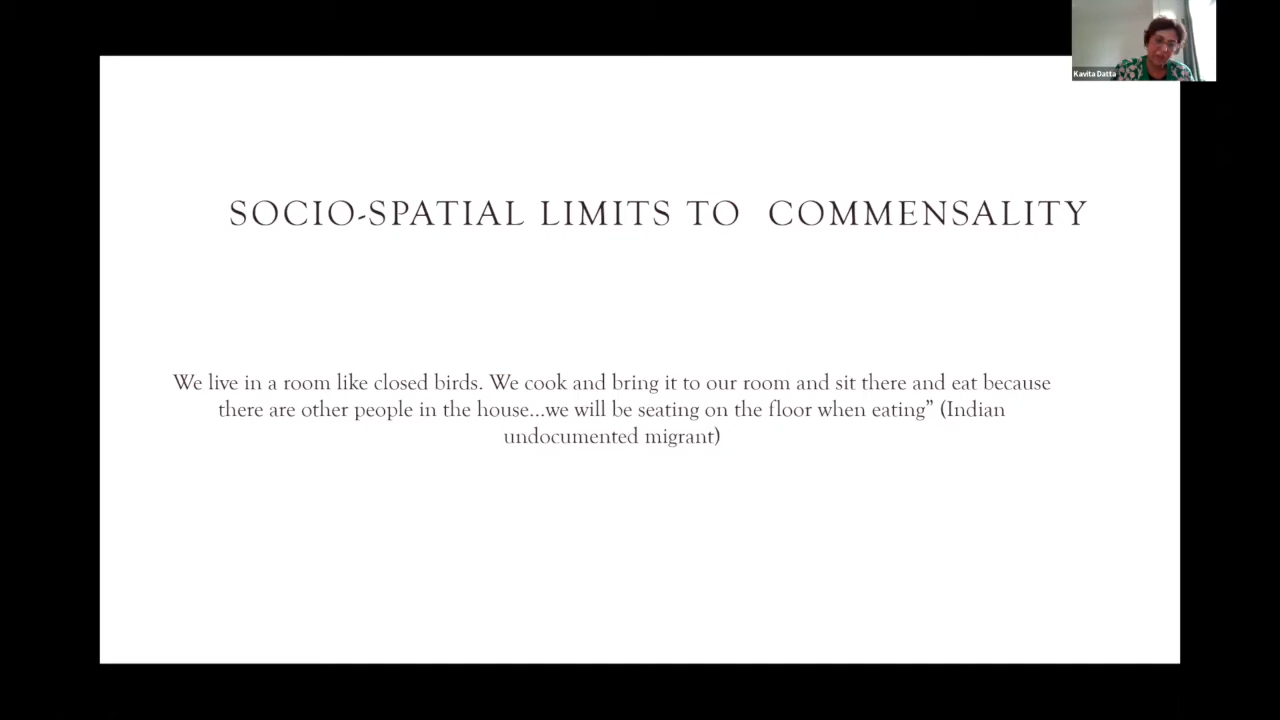 Kavita Datta
SOCIO-SPATIAL LIMITS TO COMMENSALITY
We live in a room like closed birds. We cook and bring it to our room and sit there and eat because
there are other people in the house...we will be seating on the floor when eating” (Indian
undocumented migrant)